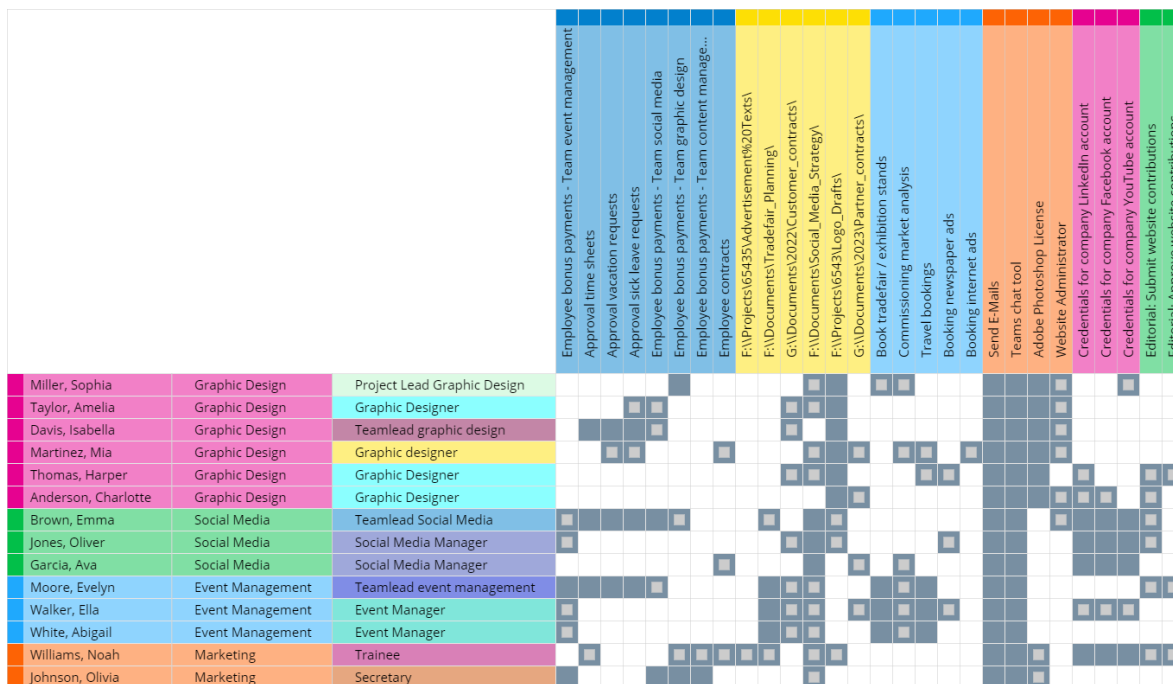 Employee bonus payments - Team event management
Approval time sheets
Approval vacation requests
Approval sick leave requests
Employee bonus payments - Team social media
Employee bonus payments - Team graphic design
Employee bonus payments - Team content manage...
Employee contracts
F:\\Projects\65435\Advertisement%20Texts\
F:\\Documents\Tradefair_Planning\
G:\\Documents\2022\Customer_contracts\
F:\\Documents\Social_Media_Strategy\
F:\\Projects\6543\Logo_Drafts\
G:\\Documents\2023\Partner_contracts\
Book tradefair / exhibition stands
Commissioning market analysis
Travel bookings
Booking newspaper ads
Booking internet ads
Send E-Mails
Teams chat tool
Adobe Photoshop License
Website Administrator
Credentials for company LinkedIn account
Credentials for company Facebook account
Credentials for company YouTube account
Editorial: Submit website contributions
Miller, Sophia Graphic Design Project Lead Graphic Design
Taylor, Amelia Graphic Design Graphic Designer
Davis, Isabella Graphic Design Teamlead graphic design
Martinez, Mia Graphic Design Graphic designer
Thomas, Harper Graphic Design Graphic Designer
Anderson, Charlotte Graphic Design Graphic Designer
Brown, Emma Social Media Teamlead Social Media
Jones, Oliver Social Media Social Media Manager
Garcia, Ava Social Media Social Media Manager
Moore, Evelyn Event Management Teamlead event management
Walker, Ella Event Management Event Manager
White, Abigail Event Management Event Manager
Williams, Noah Marketing Trainee
Johnson, Olivia Marketing Secretary